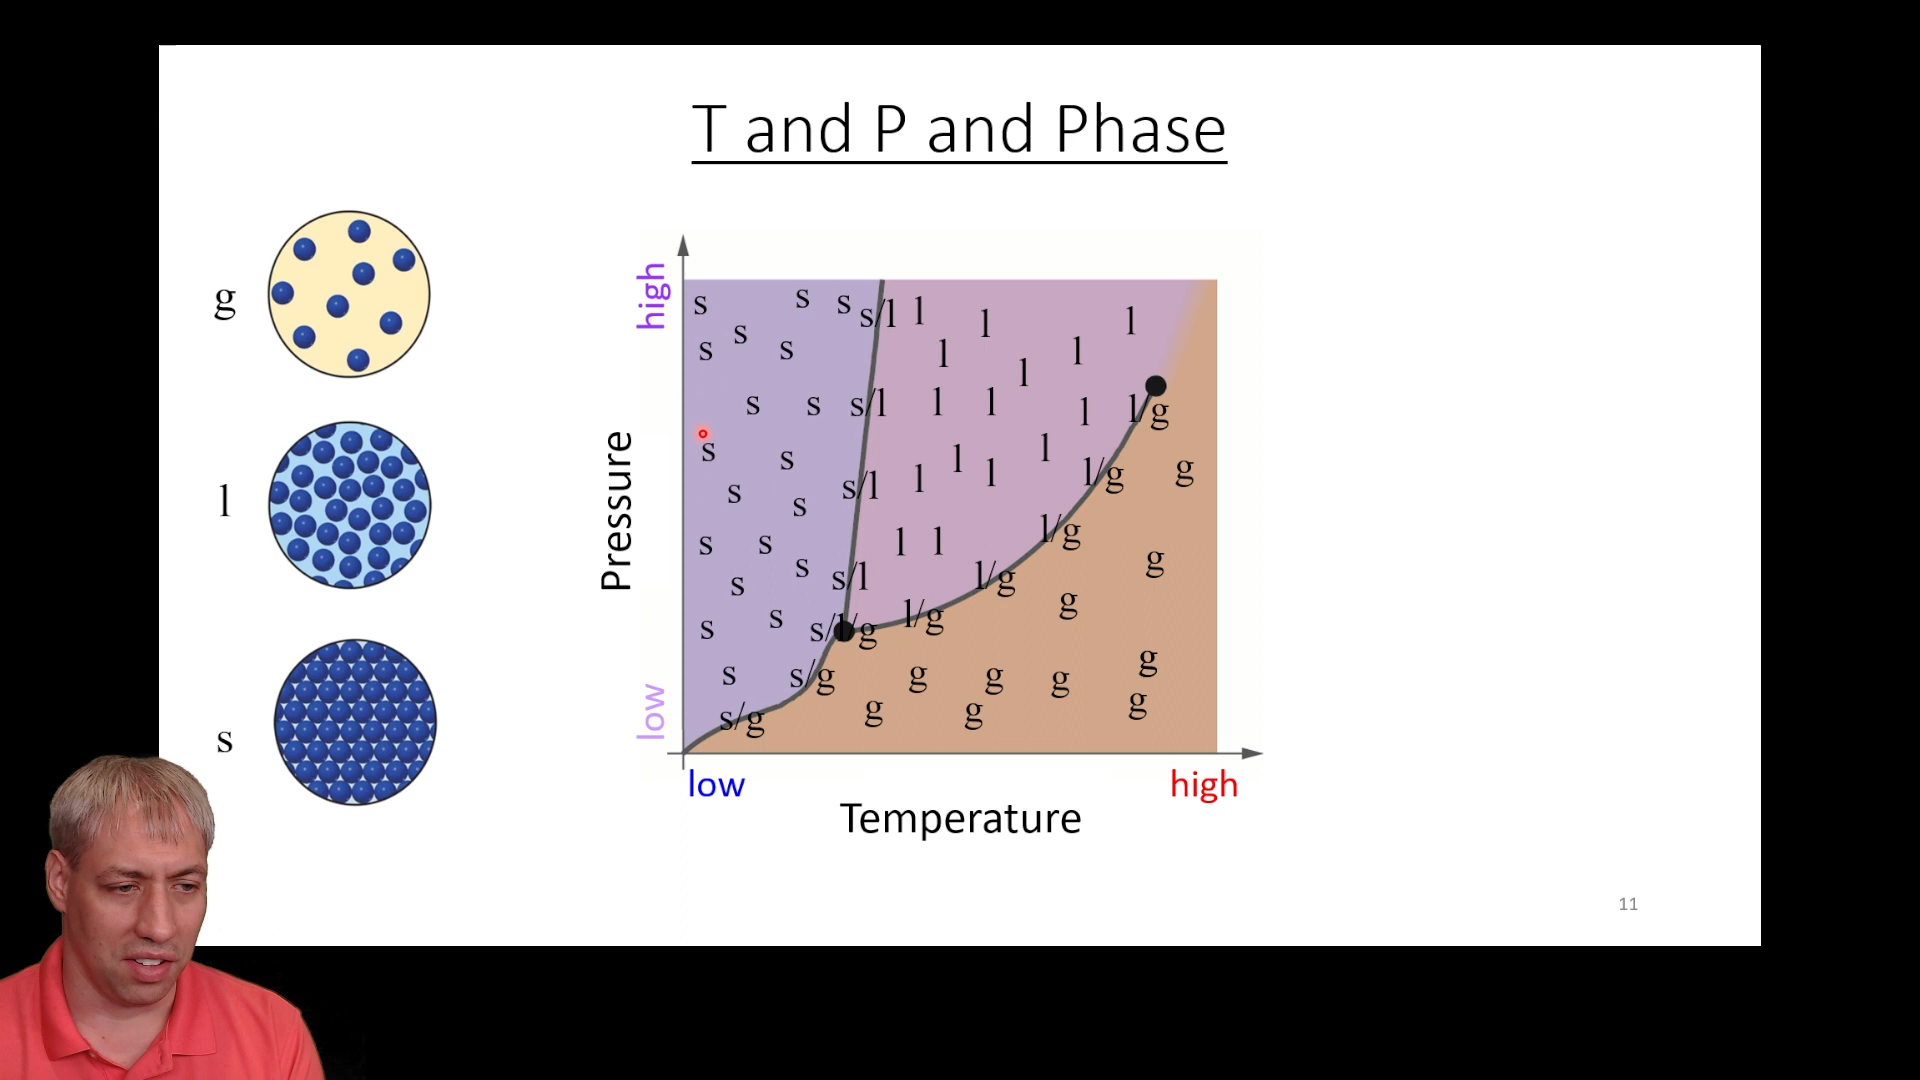 T and P and Phase
g
l
s
high
Pressure
low
s s s s/l l l l
s s s l l l
s s s/l l l l l/g
s s s/l l l l l l/g g
s s
s s s s/l l l l/g g
s l/g g
s s s/l/g l/g
s s/g g g g g
s/g g g g
low high
Temperature
11